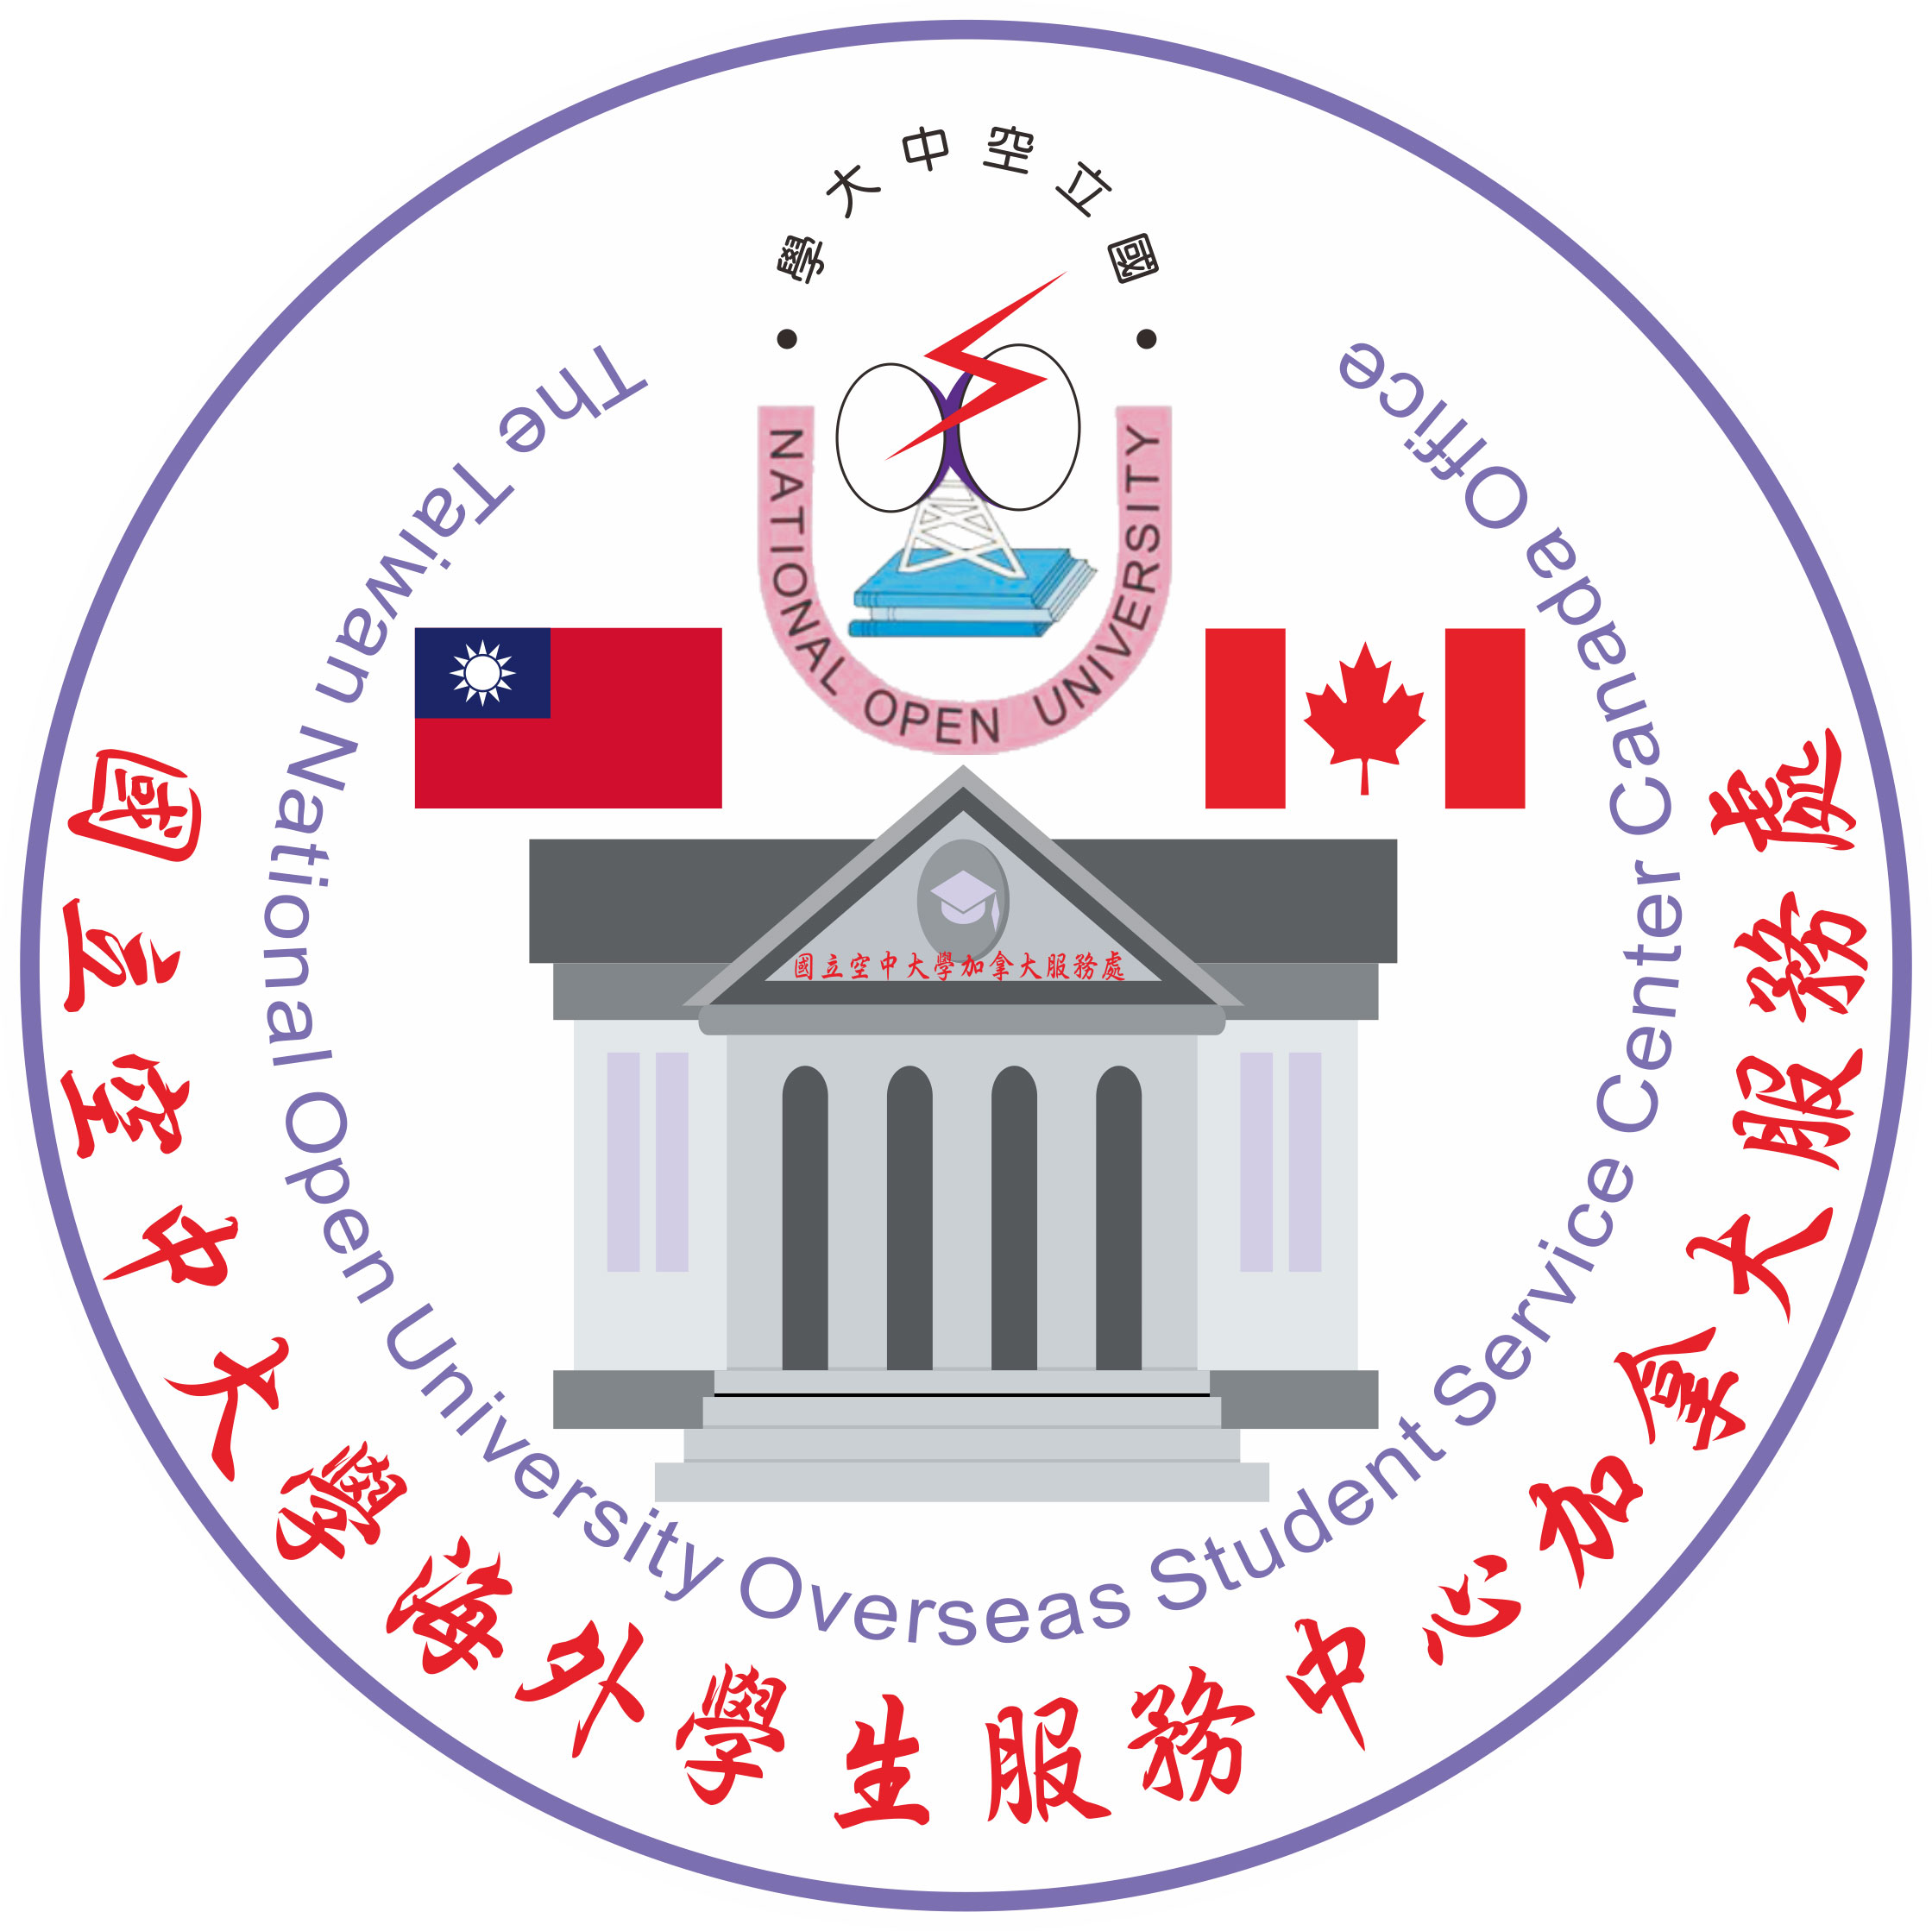 國立空中大學
NATIONAL OPEN UNIVERSITY
The Taiwan National Open University Overseas Student Service Center Canada Office
國立空中大學加拿大服務處
國立空中大學海外學生服務中心加拿大服務處